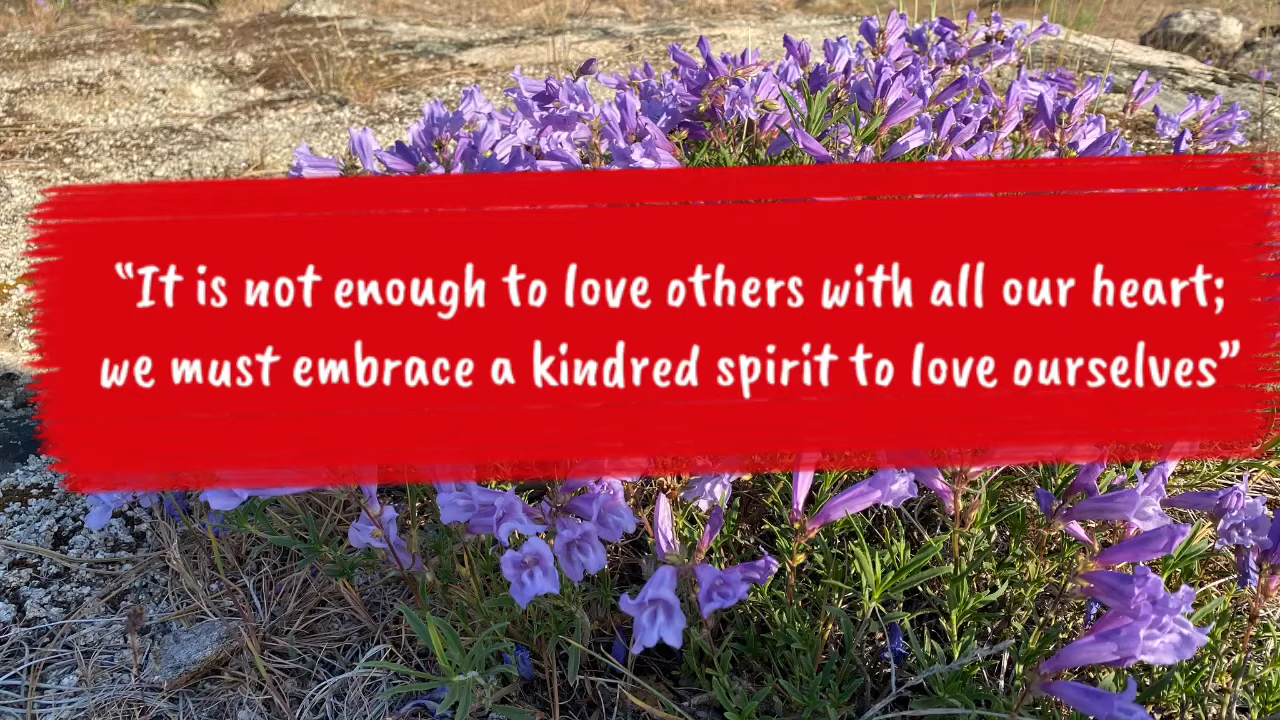 “It is not enough to love others with all our heart;
we must embrace a kindred spirit to love ourselves”